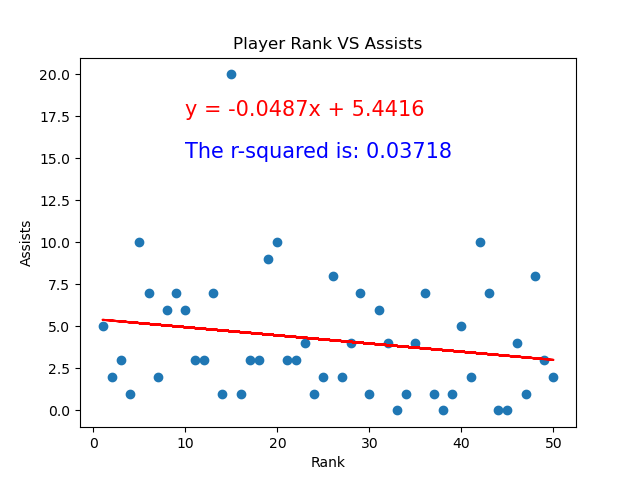 Player Rank VS Assists
20.0
17.5
15.0
12.5
10.0
7.5
5.0
2.5
0.0
Assists
y = -0.0487x + 5.4416
The r-squared is: 0.03718
0 10 20 30 40 50
Rank